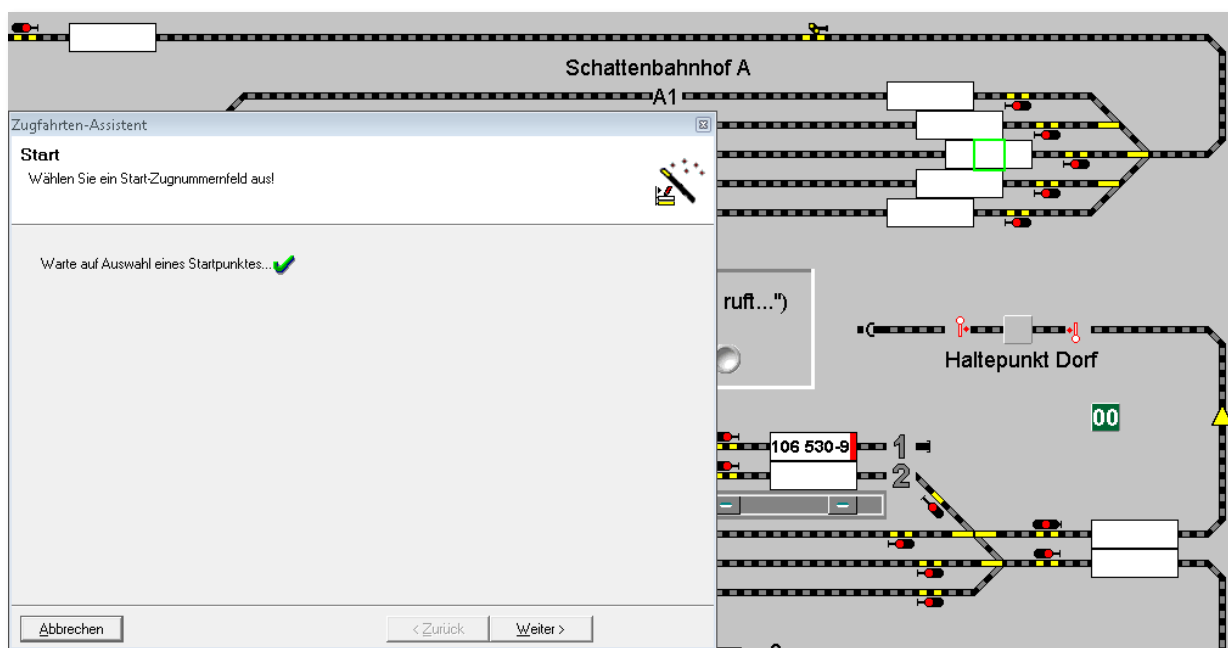 Schattenbahnhof A
A1
Zugfahrten-Assistent
Start
Wählen Sie ein Start-Zugnummernfeld aus!
Warte auf Auswahl eines Startpunktes...
ruft...")
Haltepunkt Dorf
00
106 530-9
1
2
Abbrechen
< Zurück
Weiter >